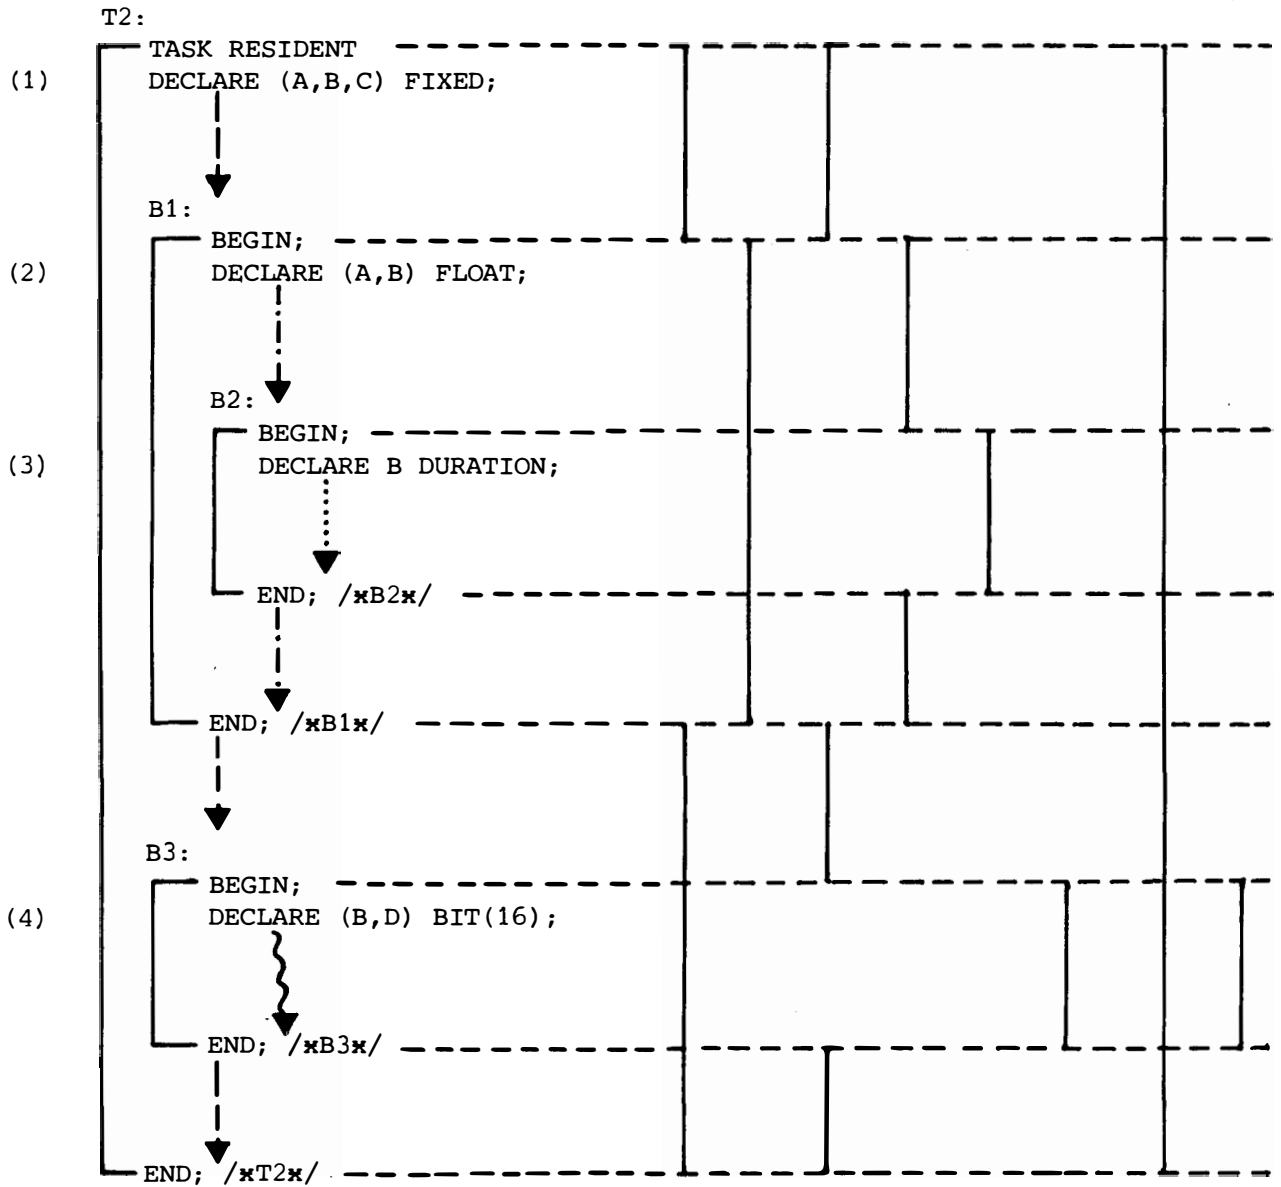 T2:
TASK RESIDENT
(1) DECLARE (A,B,C) FIXED;
B1:
BEGIN;
(2) DECLARE (A,B) FLOAT;
B2:
BEGIN;
(3) DECLARE B DURATION;
END; /*B2*/
END; /*B1*/
B3:
BEGIN;
(4) DECLARE (B,D) BIT(16);
END; /*B3*/
END; /*T2*/